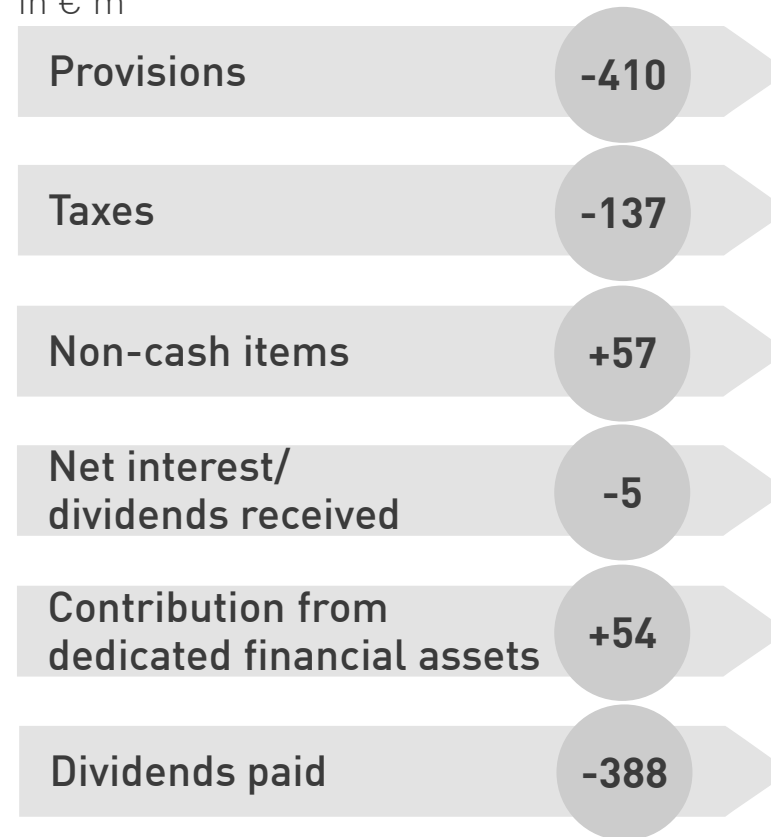 in € m
Provisions -410
Taxes -137
Non-cash items +57
Net interest/
dividends received -5
Contribution from
dedicated financial assets +54
Dividends paid -388